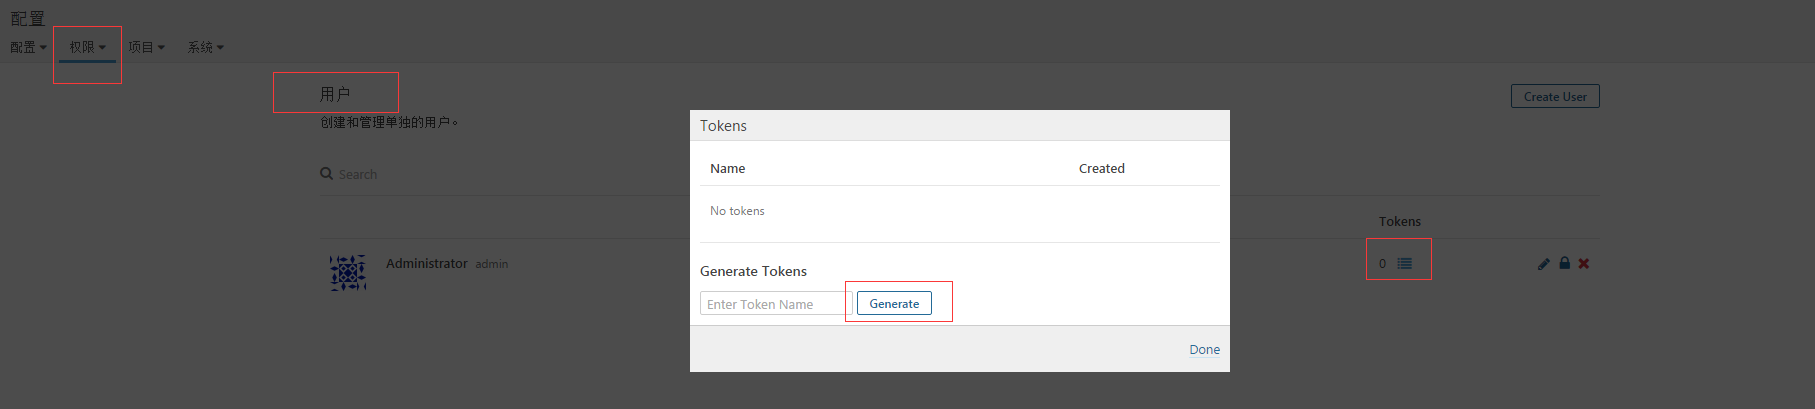 配置
配置 权限 项目 系统
用户
Create User
创建和管理单独的用户。
Search
Tokens
Administrator admin
0
Tokens
Name Created
No tokens
Generate Tokens
Enter Token Name Generate
Done